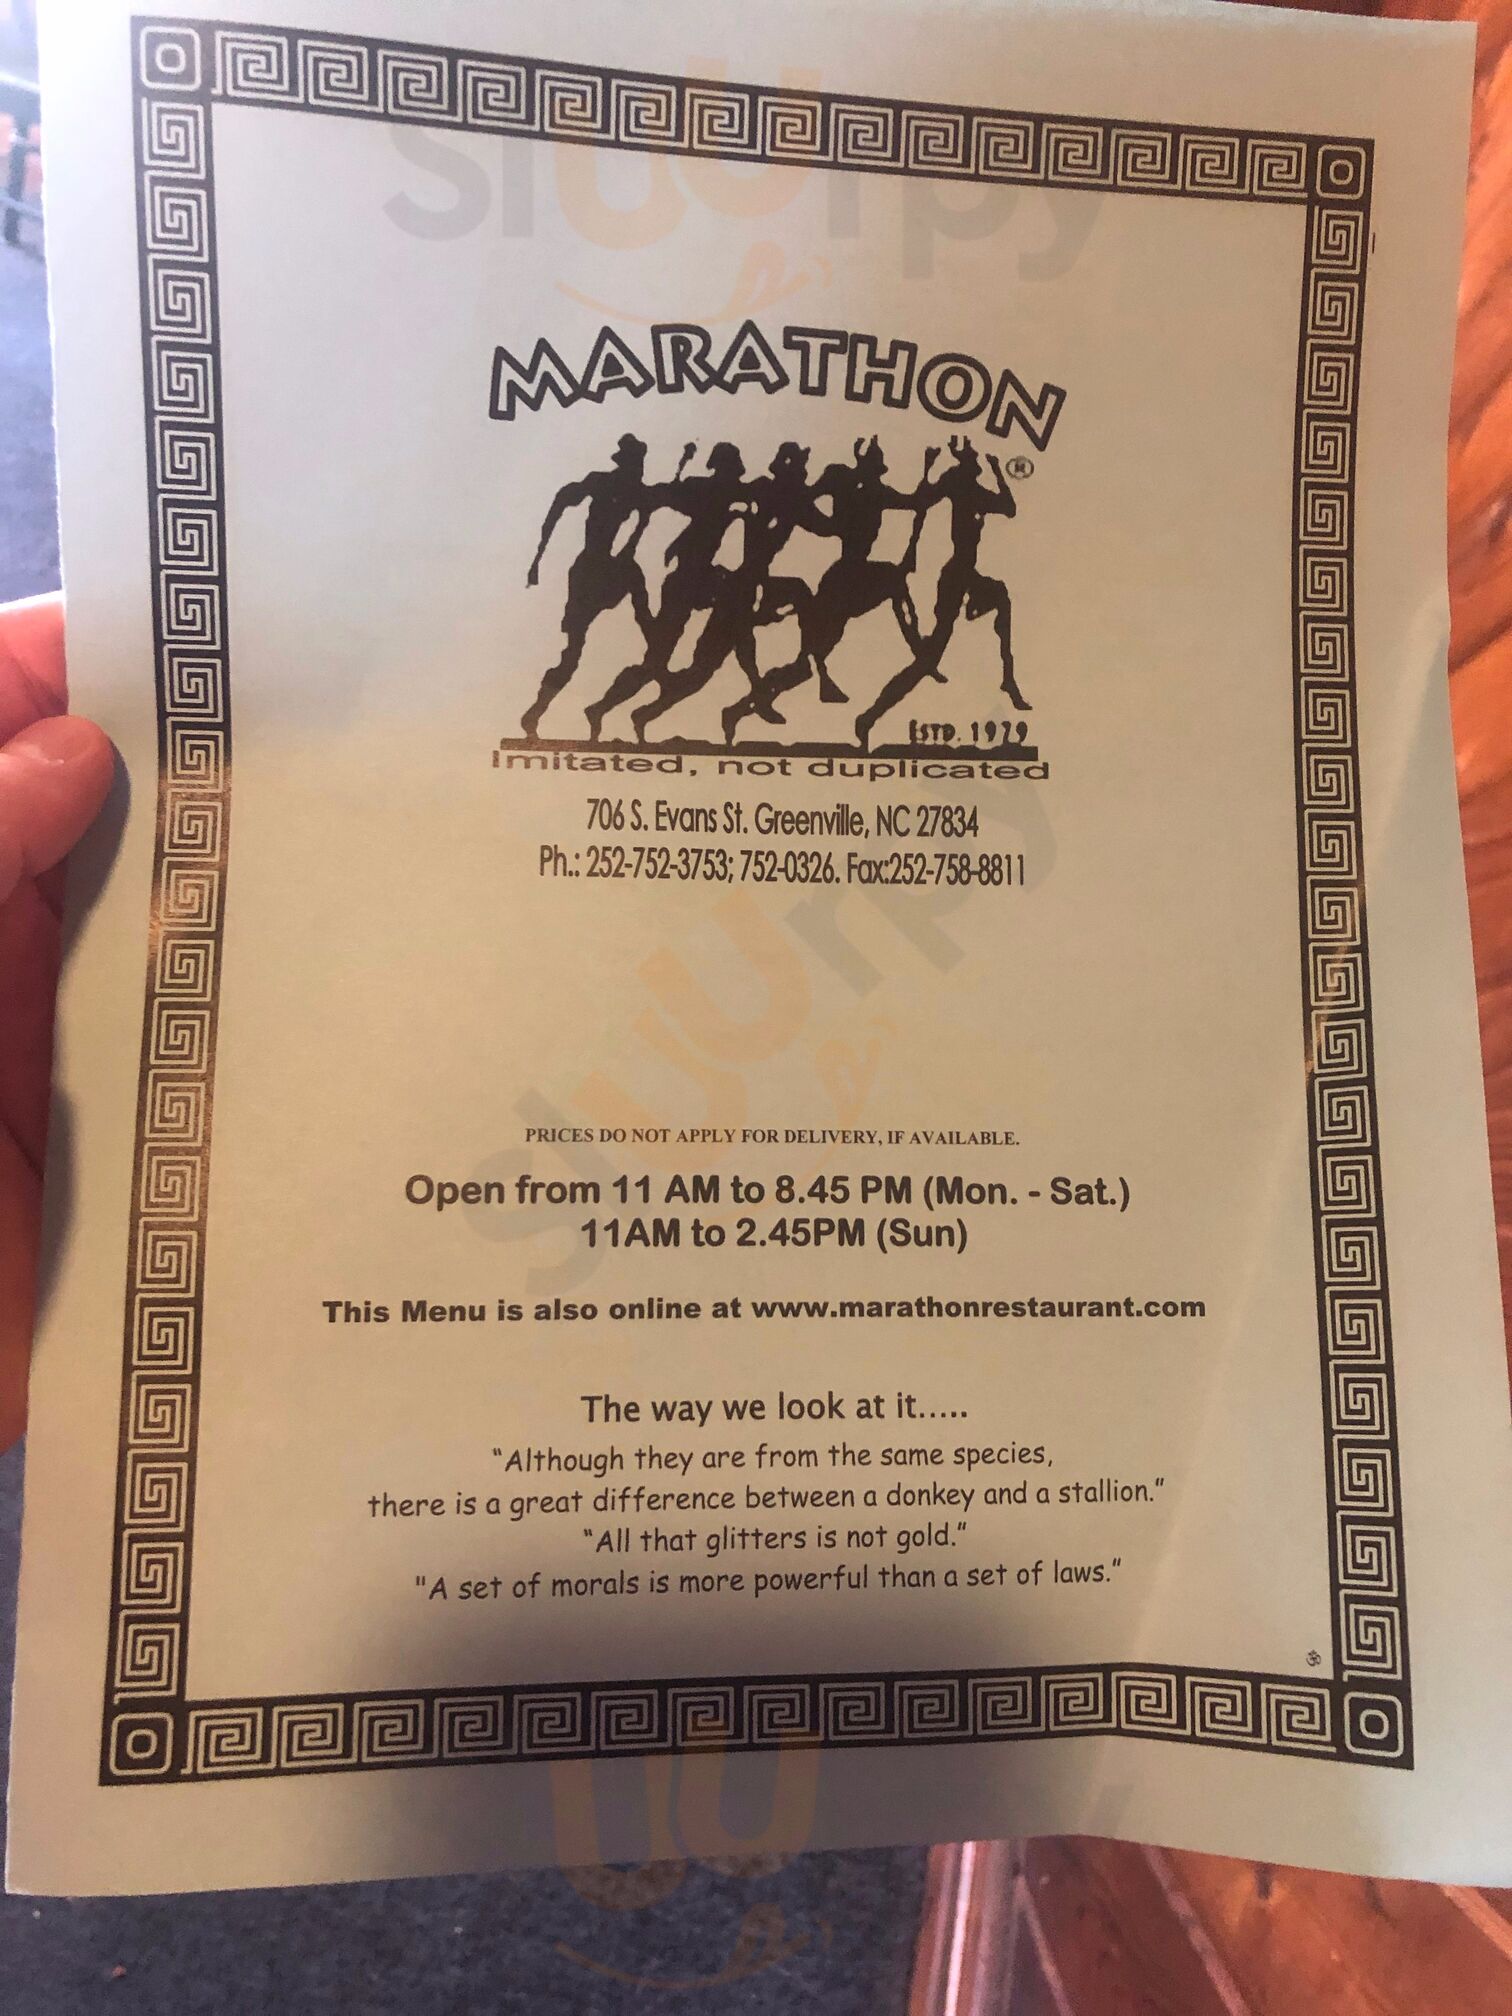 sluurpy
MARATHON
®
ESTD. 1979
Imitated, not duplicated
706 S. Evans St. Greenville, NC 27834
Ph.: 252-752-3753; 752-0326. Fax:252-758-8811
sluurpy
PRICES DO NOT APPLY FOR DELIVERY, IF AVAILABLE.
Open from 11 AM to 8.45 PM (Mon. - Sat.)
11AM to 2.45PM (Sun)
This Menu is also online at www.marathonrestaurant.com
The way we look at it.....
“Although they are from the same species,
there is a great difference between a donkey and a stallion.”
“All that glitters is not gold.”
"A set of morals is more powerful than a set of laws."
ॐ